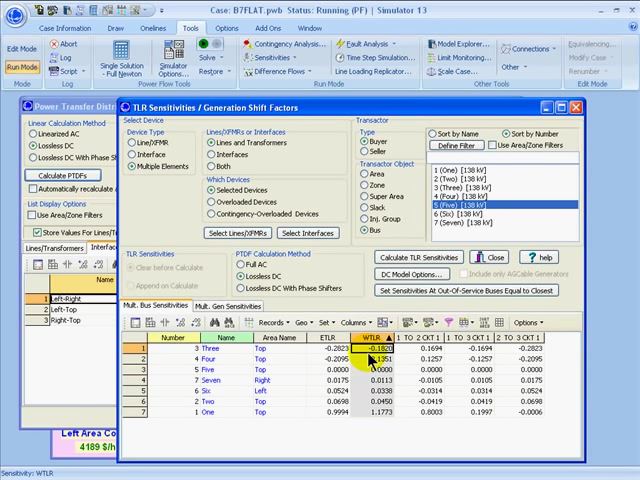 Case: B7FLAT.pwb Status: Running (PF) | Simulator 13
Case Information Draw Onelines Tools Options Add Ons Window
Edit Mode
Run Mode
Mode
Abort
Log
Script
Log
Single Solution - Full Newton
Simulator Options...
Solve
Restore
Power Flow Tools
Contingency Analysis...
Sensitivities
Difference Flows
Fault Analysis
Time Step Simulation...
Line Loading Replicator...
Run Mode
Model Explorer...
Limit Monitoring...
Scale Case...
Connections
Other
Other Tools
Equivalencing...
Modify Case
Renumber
Edit Mode
Power Transfer Distr
Linear Calculation Method
Linearized AC
Lossless DC
Lossless DC With Phase Shift
Calculate PTDFs
Automatically recalculate
List Display Options
Use Area/Zone Filters
Store Values For Lines/
Lines/Transformers
Name
1 Left-Right
2 Left-Top
3 Right-Top
Left Area Co
4189 $/h
TLR Sensitivities / Generation Shift Factors
Select Device
Device Type
Line/XFMR
Interface
Multiple Elements
Lines/XFMRs or Interfaces
Lines and Transformers
Interfaces
Both
Which Devices
Selected Devices
Overloaded Devices
Contingency-Overloaded Devices
Select Lines/XFMRs
Select Interfaces
Transactor
Type
Buyer
Seller
Transactor Object
Area
Zone
Super Area
Slack
Inj. Group
Bus
Sort by Name
Sort by Number
Define Filter
Use Area/Zone Filters
1 (One) [138 kV]
2 (Two) [138 kV]
3 (Three) [138 kV]
4 (Four) [138 kV]
5 (Five) [138 kV]
6 (Six) [138 kV]
7 (Seven) [138 kV]
TLR Sensitivities
Clear before Calculate
Append on Calculate
PTDF Calculation Method
Full AC
Lossless DC
Lossless DC with Phase Shifters
Calculate TLR Sensitivities
Close
? help
DC Model Options...
Include only AGCable Generators
Set Sensitivities At Out-Of-Service Buses Equal to Closest
Mult. Bus Sensitivities
Mult. Gen Sensitivities
Records Geo Set Columns Options
Number Name Area Name ETLR WTLR 1 TO 2 CKT 1 1 TO 3 CKT 1 2 TO 3 CKT 1
1 3 Three Top -0.2823 -0.1820 0.1694 -0.1694 -0.2823
2 4 Four Top -0.2095 0.1257 -0.1257 -0.2095
3 5 Five Top 0.0000 0.0000 0.0000 0.0000 0.0000
4 7 Seven Right 0.0175 0.0113 -0.0105 0.0105 0.0175
5 6 Six Left 0.0524 0.0338 -0.0314 0.0314 0.0524
6 2 Two Top 0.0698 0.0450 -0.0419 0.0419 0.0698
7 1 One Top 0.9994 1.1773 0.8003 0.1997 -0.0006
Sensitivity: WTLR